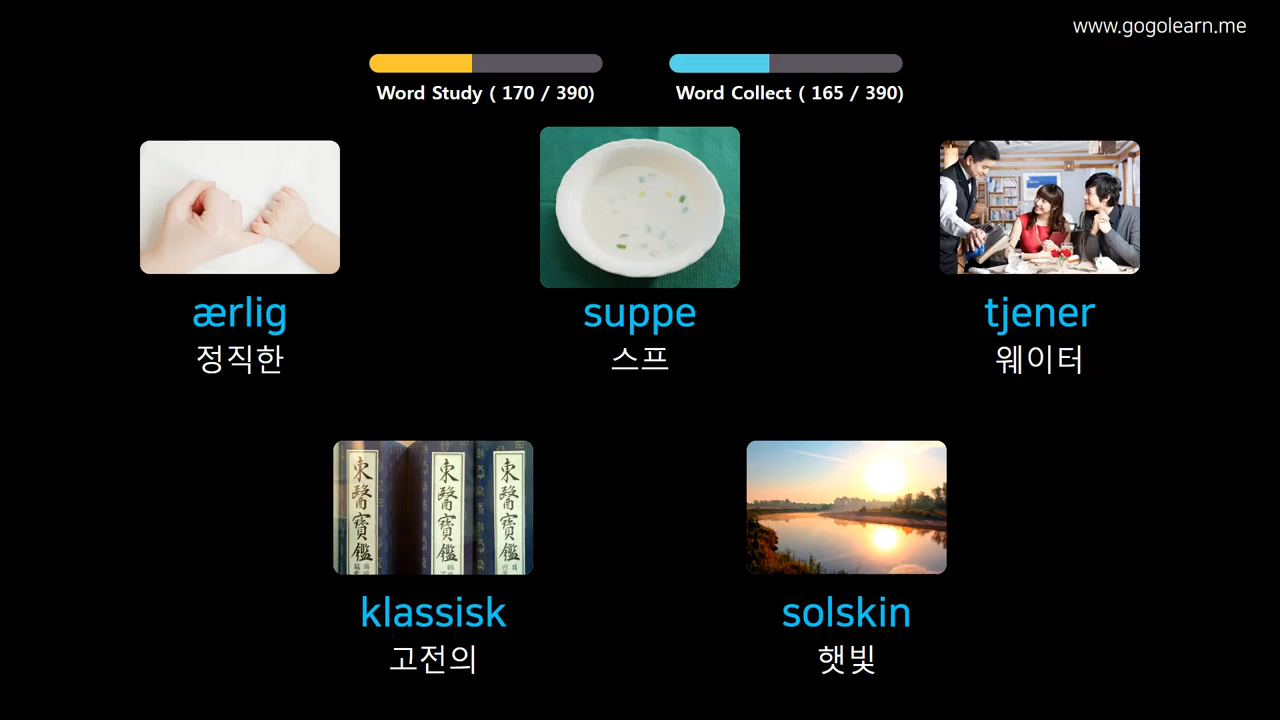 www.gogolearn.me
Word Study ( 170 / 390)
Word Collect ( 165 / 390)
ærlig
정직한
suppe
스프
tjener
웨이터
東醫寶鑑
東醫寶鑑
東醫寶鑑
klassisk
고전의
solskin
햇빛